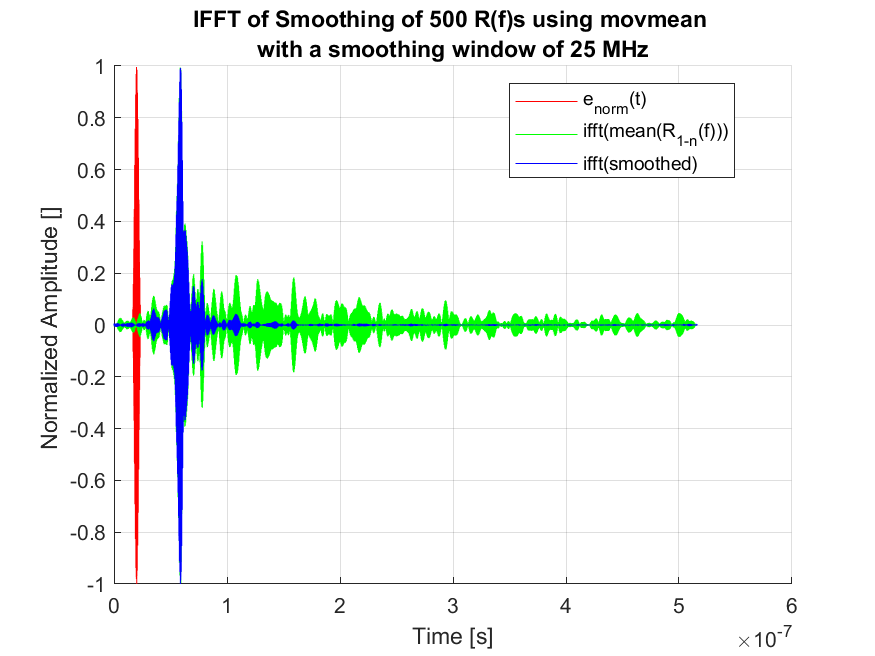 IFFT of Smoothing of 500 R(f)s using movmean
with a smoothing window of 25 MHz
e_norm(t)
ifft(mean(R_1-n(f)))
ifft(smoothed)
Normalized Amplitude []
1
0.8
0.6
0.4
0.2
0
-0.2
-0.4
-0.6
-0.8
-1
0 1 2 3 4 5 6
×10^-7
Time [s]